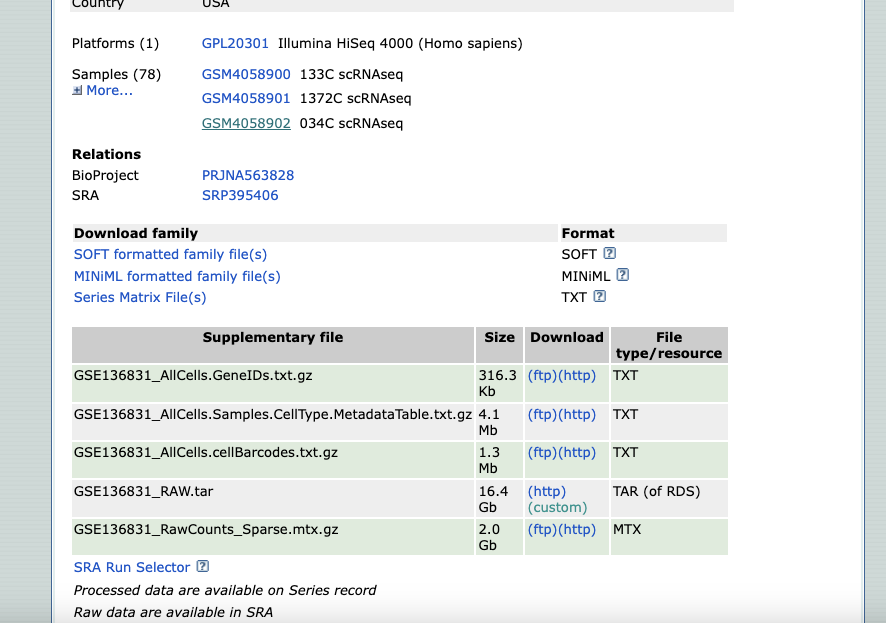 Country USA
Platforms (1) GPL20301 Illumina HiSeq 4000 (Homo sapiens)
Samples (78) GSM4058900 133C scRNAseq
More... GSM4058901 1372C scRNAseq
GSM4058902 034C scRNAseq
Relations
BioProject PRJNA563828
SRA SRP395406
Download family Format
SOFT formatted family file(s) SOFT ?
MINiML formatted family file(s) MINiML ?
Series Matrix File(s) TXT ?
Supplementary file Size Download File
type/resource
GSE136831_AllCells.GeneIDs.txt.gz 316.3 (ftp)(http) TXT
Kb
GSE136831_AllCells.Samples.CellType.MetadataTable.txt.gz 4.1 (ftp)(http) TXT
Mb
GSE136831_AllCells.cellBarcodes.txt.gz 1.3 (ftp)(http) TXT
Mb
GSE136831_RAW.tar 16.4 (http) TAR (of RDS)
Gb (custom)
GSE136831_RawCounts_Sparse.mtx.gz 2.0 (ftp)(http) MTX
Gb
SRA Run Selector ?
Processed data are available on Series record
Raw data are available in SRA